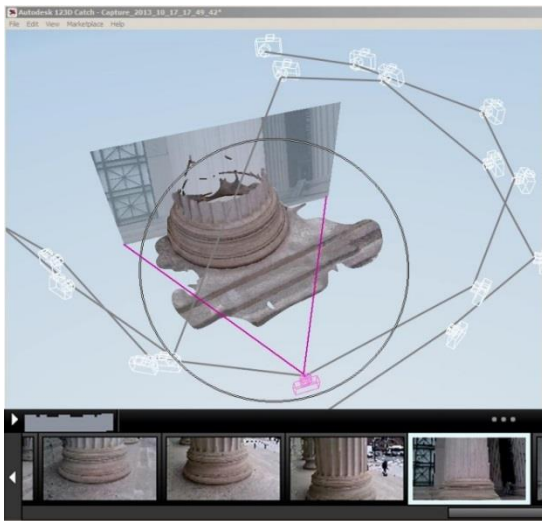 Autodesk 123D Catch - Capture_2013_10_17_17_49_42*
File Edit View Marketplace Help